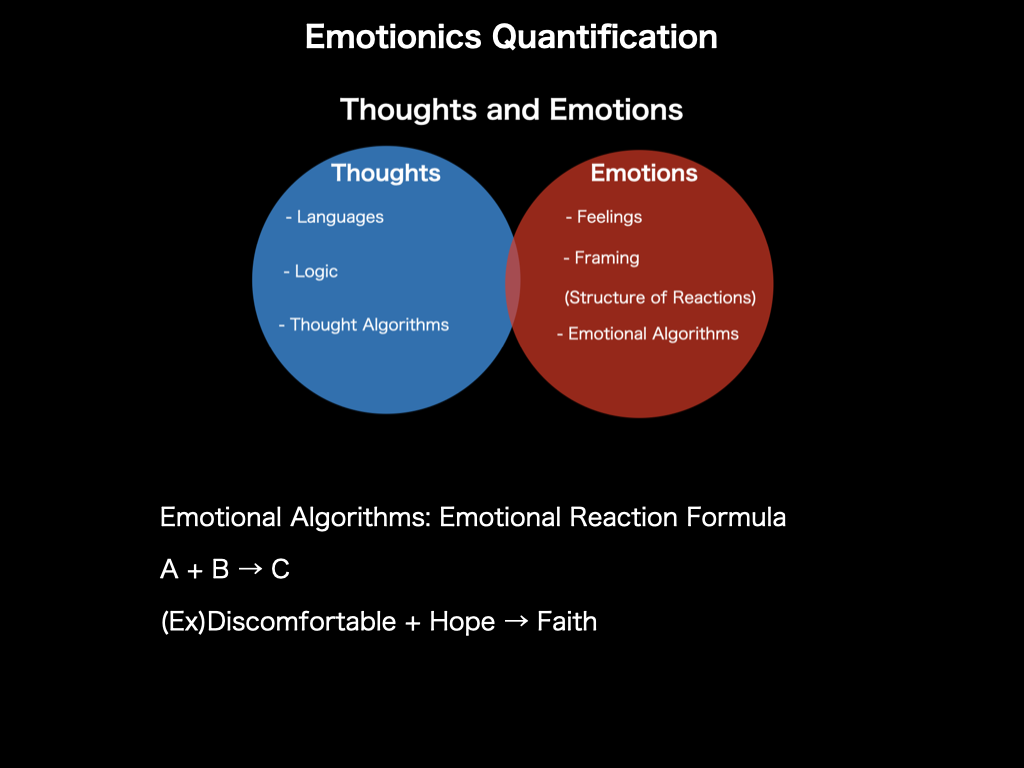 Emotionics Quantification
Thoughts and Emotions
Thoughts
- Languages
- Logic
- Thought Algorithms
Emotions
- Feelings
- Framing
(Structure of Reactions)
- Emotional Algorithms
Emotional Algorithms: Emotional Reaction Formula
A + B → C
(Ex)Discomfortable + Hope → Faith